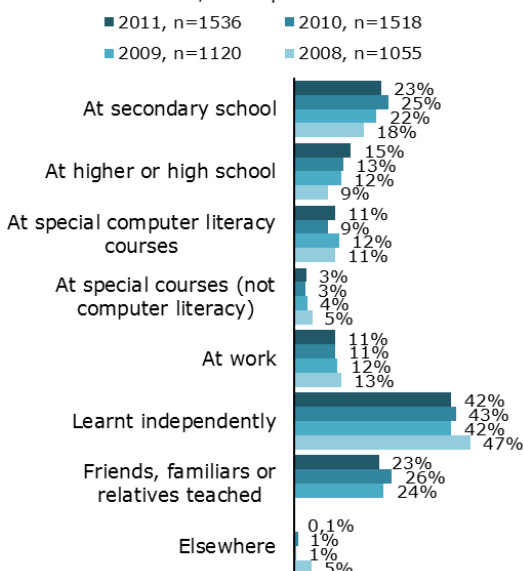 2011, n=1536 2010, n=1518
2009, n=1120 2008, n=1055
At secondary school
23%
25%
22%
18%
At higher or high school
15%
13%
12%
9%
At special computer literacy
courses
11%
9%
12%
11%
At special courses (not
computer literacy)
3%
3%
4%
5%
At work
11%
11%
12%
13%
Learnt independently
42%
43%
42%
47%
Friends, familiars or
relatives teached
23%
26%
24%
Elsewhere
0,1%
1%
1%
5%